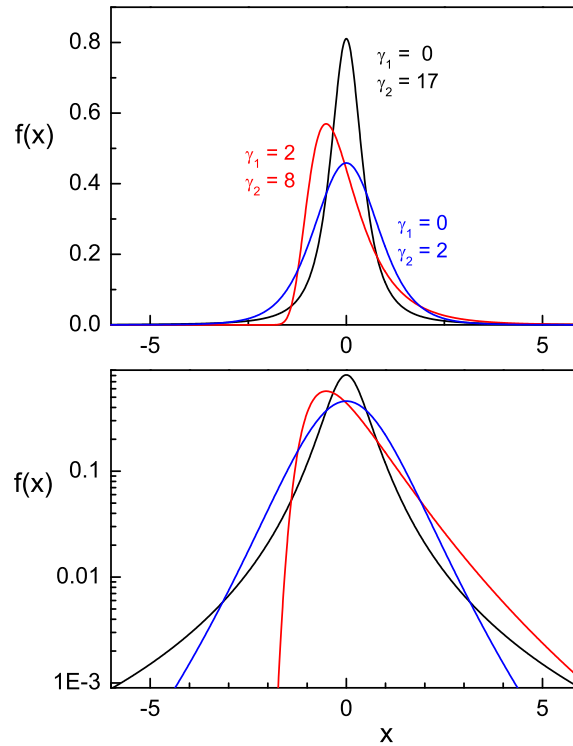 0.8
γ1 = 0
γ2 = 17
0.6
f(x)
γ1 = 2
γ2 = 8
0.4
γ1 = 0
γ2 = 2
0.2
0.0
-5 0 5
f(x)
0.1
0.01
1E-3
-5 0 5
x